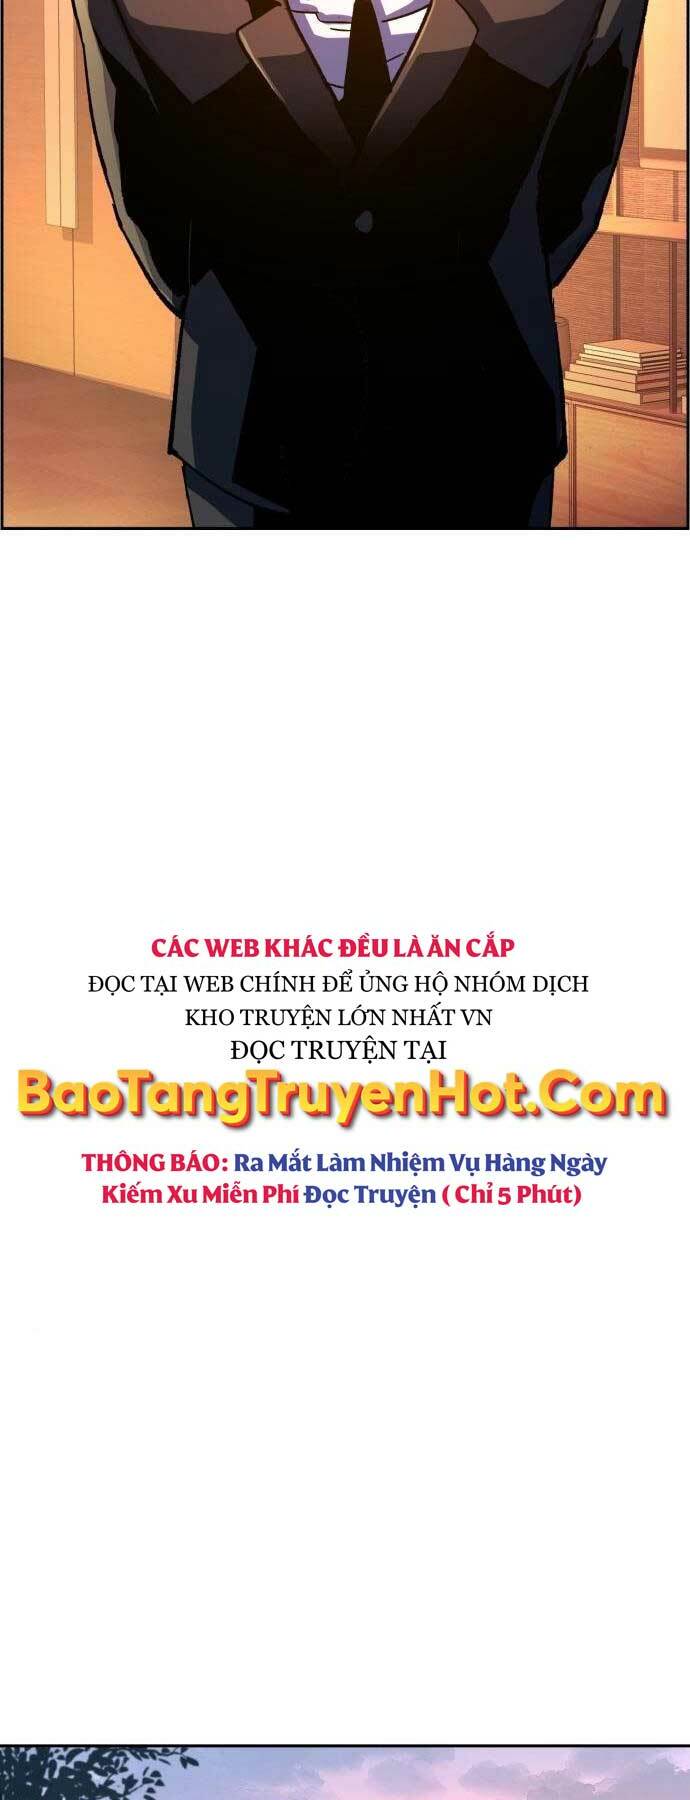 CÁC WEB KHÁC ĐỀU LÀ ĂN CẮP
ĐỌC TẠI WEB CHÍNH ĐỂ ỦNG HỘ NHÓM DỊCH
KHO TRUYỆN LỚN NHẤT VN
ĐỌC TRUYỆN TẠI
BaoTangTruyenHot.Com
THÔNG BÁO: Ra Mắt Làm Nhiệm Vụ Hàng Ngày
Kiếm Xu Miễn Phí Đọc Truyện ( Chỉ 5 Phút)